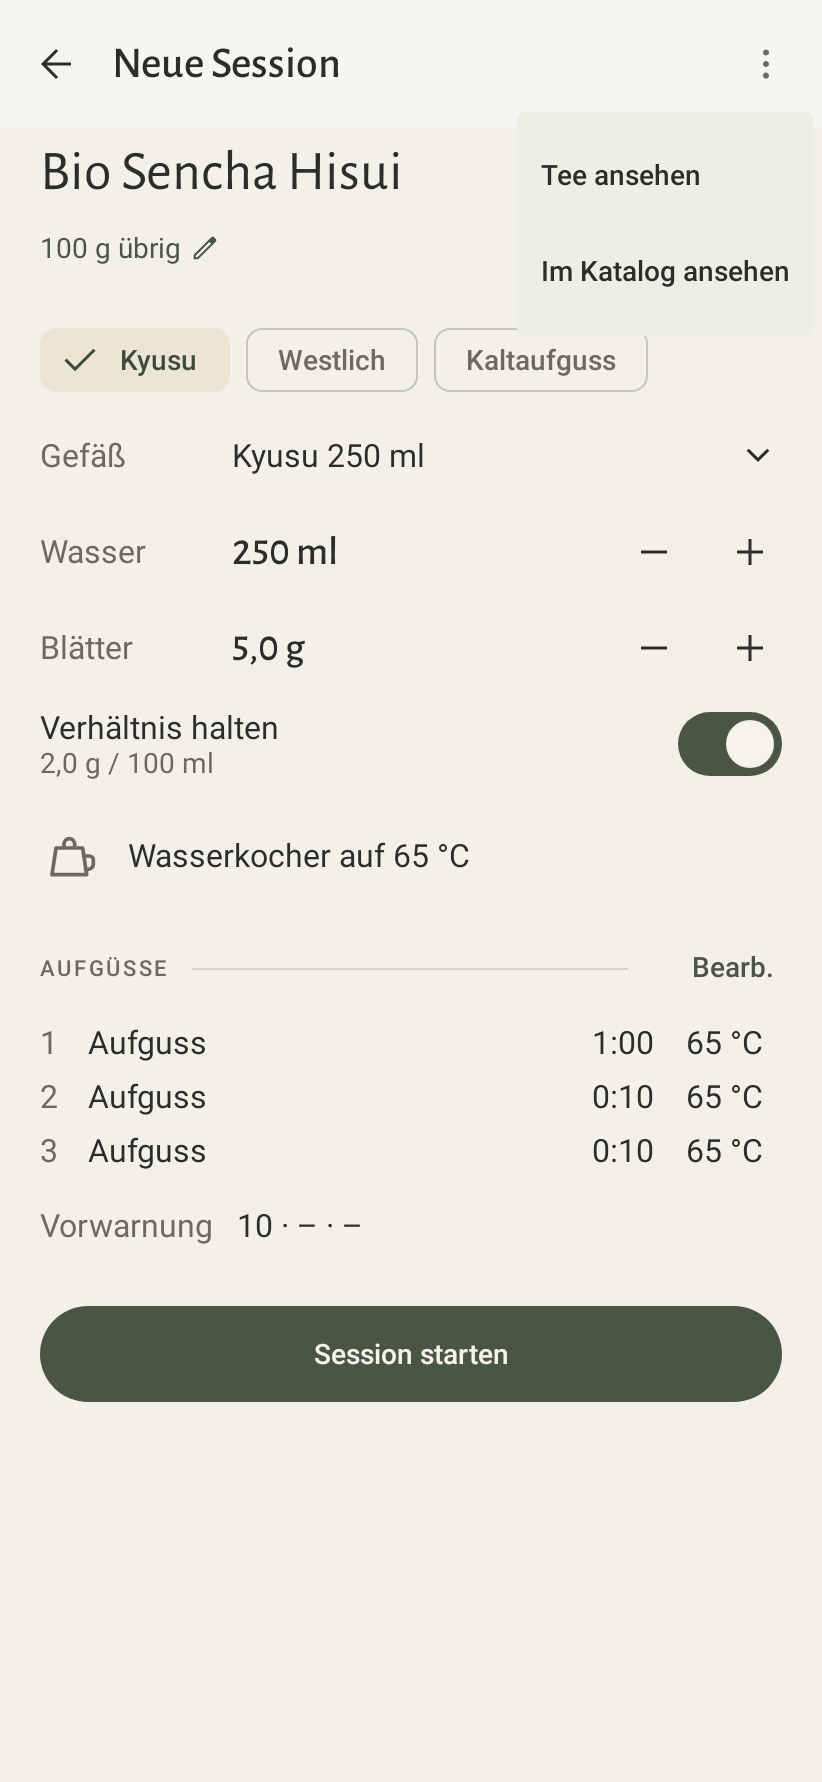 Neue Session
Tee ansehen
Im Katalog ansehen
Bio Sencha Hisui
100 g übrig
Kyusu Westlich Kaltaufguss
Gefäß Kyusu 250 ml
Wasser 250 ml
Blätter 5,0 g
Verhältnis halten
2,0 g / 100 ml
Wasserkocher auf 65 °C
AUFGÜSSE Bearb.
1 Aufguss 1:00 65 °C
2 Aufguss 0:10 65 °C
3 Aufguss 0:10 65 °C
Vorwarnung 10 · – · –
Session starten